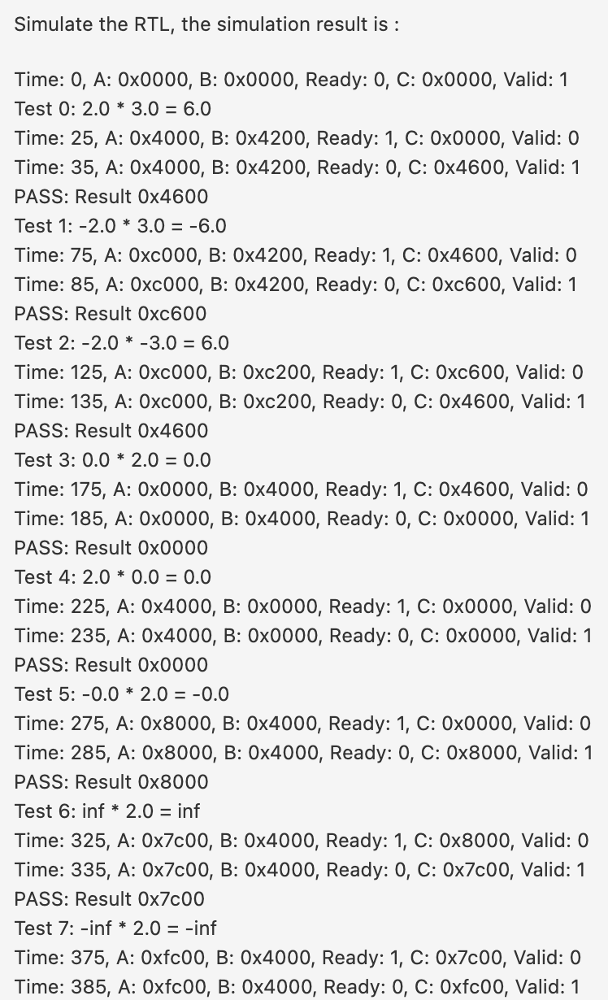 Simulate the RTL, the simulation result is :
Time: 0, A: 0x0000, B: 0x0000, Ready: 0, C: 0x0000, Valid: 1
Test 0: 2.0 * 3.0 = 6.0
Time: 25, A: 0x4000, B: 0x4200, Ready: 1, C: 0x0000, Valid: 0
Time: 35, A: 0x4000, B: 0x4200, Ready: 0, C: 0x4600, Valid: 1
PASS: Result 0x4600
Test 1: -2.0 * 3.0 = -6.0
Time: 75, A: 0xc000, B: 0x4200, Ready: 1, C: 0x4600, Valid: 0
Time: 85, A: 0xc000, B: 0x4200, Ready: 0, C: 0xc600, Valid: 1
PASS: Result 0xc600
Test 2: -2.0 * -3.0 = 6.0
Time: 125, A: 0xc000, B: 0xc200, Ready: 1, C: 0xc600, Valid: 0
Time: 135, A: 0xc000, B: 0xc200, Ready: 0, C: 0x4600, Valid: 1
PASS: Result 0x4600
Test 3: 0.0 * 2.0 = 0.0
Time: 175, A: 0x0000, B: 0x4000, Ready: 1, C: 0x4600, Valid: 0
Time: 185, A: 0x0000, B: 0x4000, Ready: 0, C: 0x0000, Valid: 1
PASS: Result 0x0000
Test 4: 2.0 * 0.0 = 0.0
Time: 225, A: 0x4000, B: 0x0000, Ready: 1, C: 0x0000, Valid: 0
Time: 235, A: 0x4000, B: 0x0000, Ready: 0, C: 0x0000, Valid: 1
PASS: Result 0x0000
Test 5: -0.0 * 2.0 = -0.0
Time: 275, A: 0x8000, B: 0x4000, Ready: 1, C: 0x0000, Valid: 0
Time: 285, A: 0x8000, B: 0x4000, Ready: 0, C: 0x8000, Valid: 1
PASS: Result 0x8000
Test 6: inf * 2.0 = inf
Time: 325, A: 0x7c00, B: 0x4000, Ready: 1, C: 0x8000, Valid: 0
Time: 335, A: 0x7c00, B: 0x4000, Ready: 0, C: 0x7c00, Valid: 1
PASS: Result 0x7c00
Test 7: -inf * 2.0 = -inf
Time: 375, A: 0xfc00, B: 0x4000, Ready: 1, C: 0x7c00, Valid: 0
Time: 385, A: 0xfc00, B: 0x4000, Ready: 0, C: 0xfc00, Valid: 1